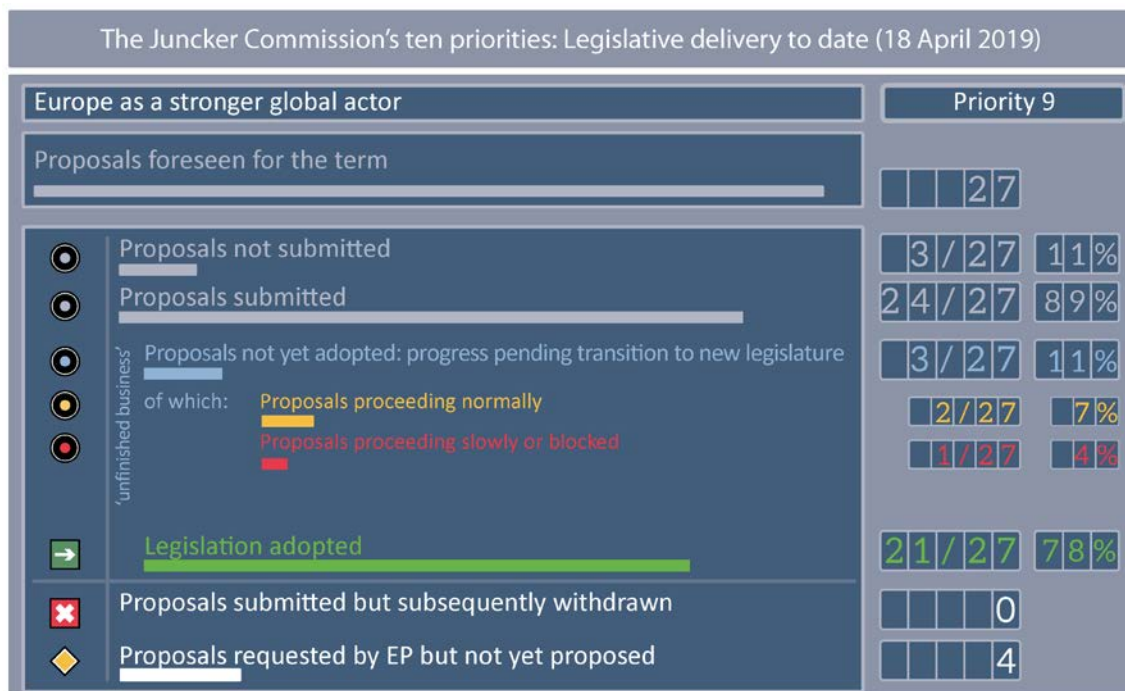 The Juncker Commission's ten priorities: Legislative delivery to date (18 April 2019)
Europe as a stronger global actor
Priority 9
Proposals foreseen for the term
27
Proposals not submitted
3/27 11%
Proposals submitted
24/27 89%
'unfinished business'
Proposals not yet adopted: progress pending transition to new legislature
3/27 11%
of which: Proposals proceeding normally
2/27 7%
Proposals proceeding slowly or blocked
1/27 4%
Legislation adopted
21/27 78%
Proposals submitted but subsequently withdrawn
0
Proposals requested by EP but not yet proposed
4